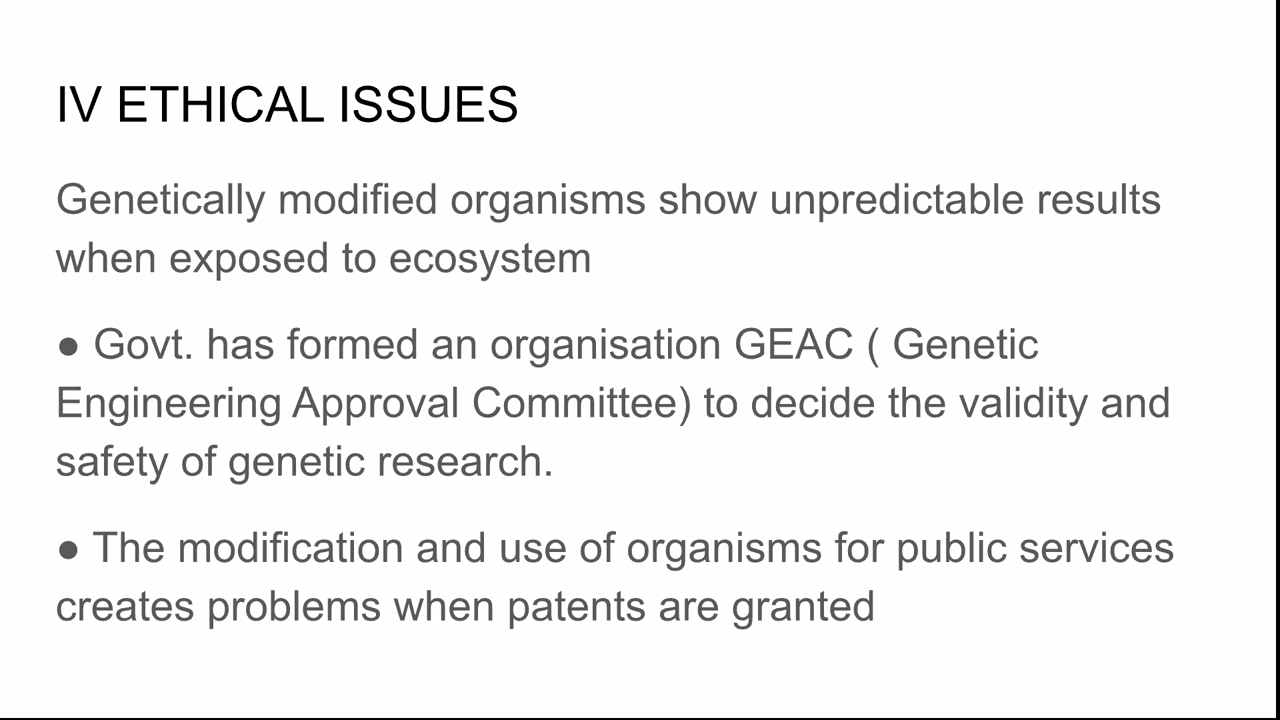 IV ETHICAL ISSUES
Genetically modified organisms show unpredictable results
when exposed to ecosystem
● Govt. has formed an organisation GEAC ( Genetic
Engineering Approval Committee) to decide the validity and
safety of genetic research.
● The modification and use of organisms for public services
creates problems when patents are granted